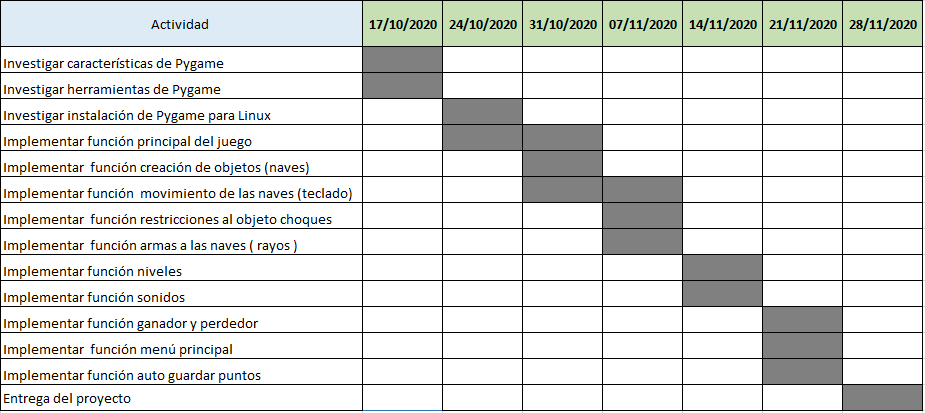 Actividad 17/10/2020 24/10/2020 31/10/2020 07/11/2020 14/11/2020 21/11/2020 28/11/2020
Investigar características de Pygame
Investigar herramientas de Pygame
Investigar instalación de Pygame para Linux
Implementar función principal del juego
Implementar  función creación de objetos (naves)
Implementar función  movimiento de las naves (teclado)
Implementar  función restricciones al objeto choques
Implementar  función armas a las naves ( rayos )
Implementar función niveles
Implementar función sonidos
Implementar función ganador y perdedor
Implementar  función menú principal
Implementar función auto guardar puntos
Entrega del proyecto